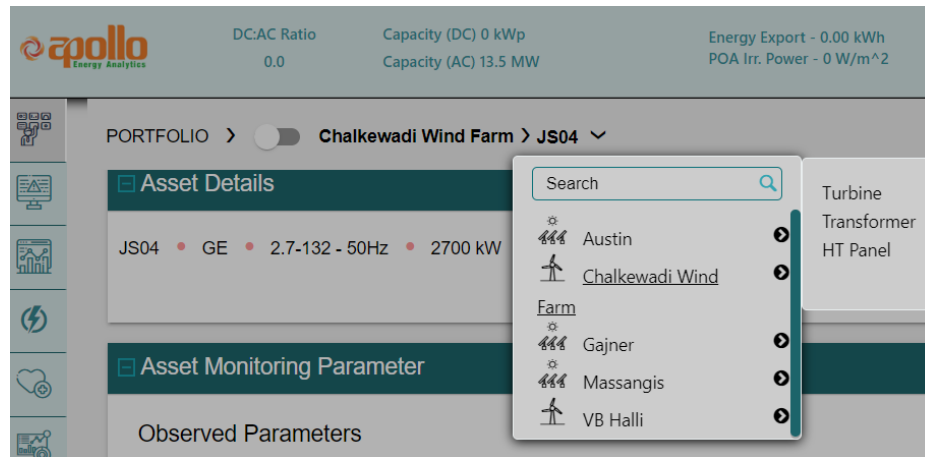 apollo
Energy Analytics
DC:AC Ratio
0.0
Capacity (DC) 0 kWp
Capacity (AC) 13.5 MW
Energy Export - 0.00 kWh
POA Irr. Power - 0 W/m^2
PORTFOLIO > Chalkewadi Wind Farm > JS04
Asset Details
JS04 • GE • 2.7-132 - 50Hz • 2700 kW
Search
Austin
Chalkewadi Wind
Farm
Gajner
Massangis
VB Halli
Turbine
Transformer
HT Panel
Asset Monitoring Parameter
Observed Parameters